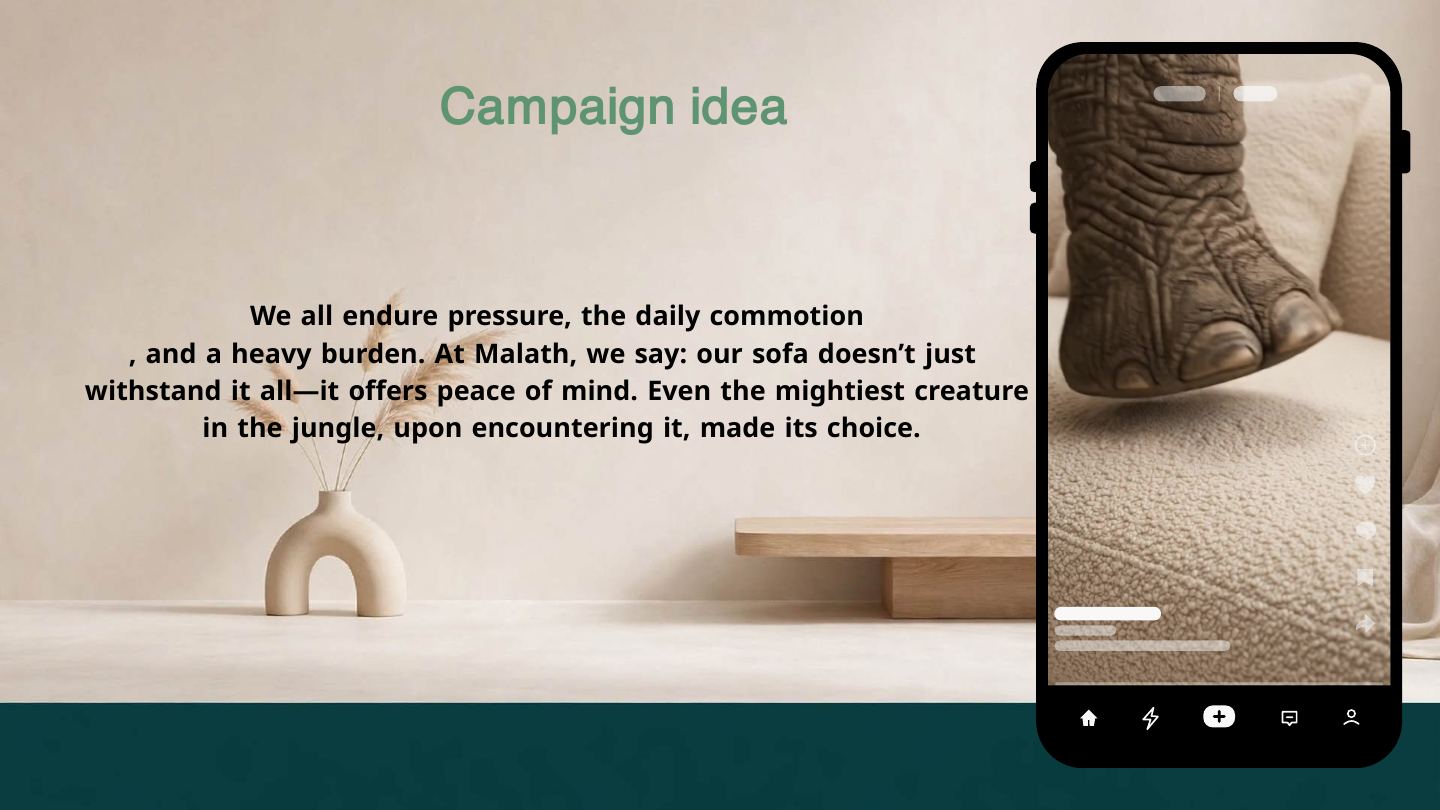 Campaign idea
We all endure pressure, the daily commotion
, and a heavy burden. At Malath, we say: our sofa doesn’t just
withstand it all—it offers peace of mind. Even the mightiest creature
in the jungle, upon encountering it, made its choice.